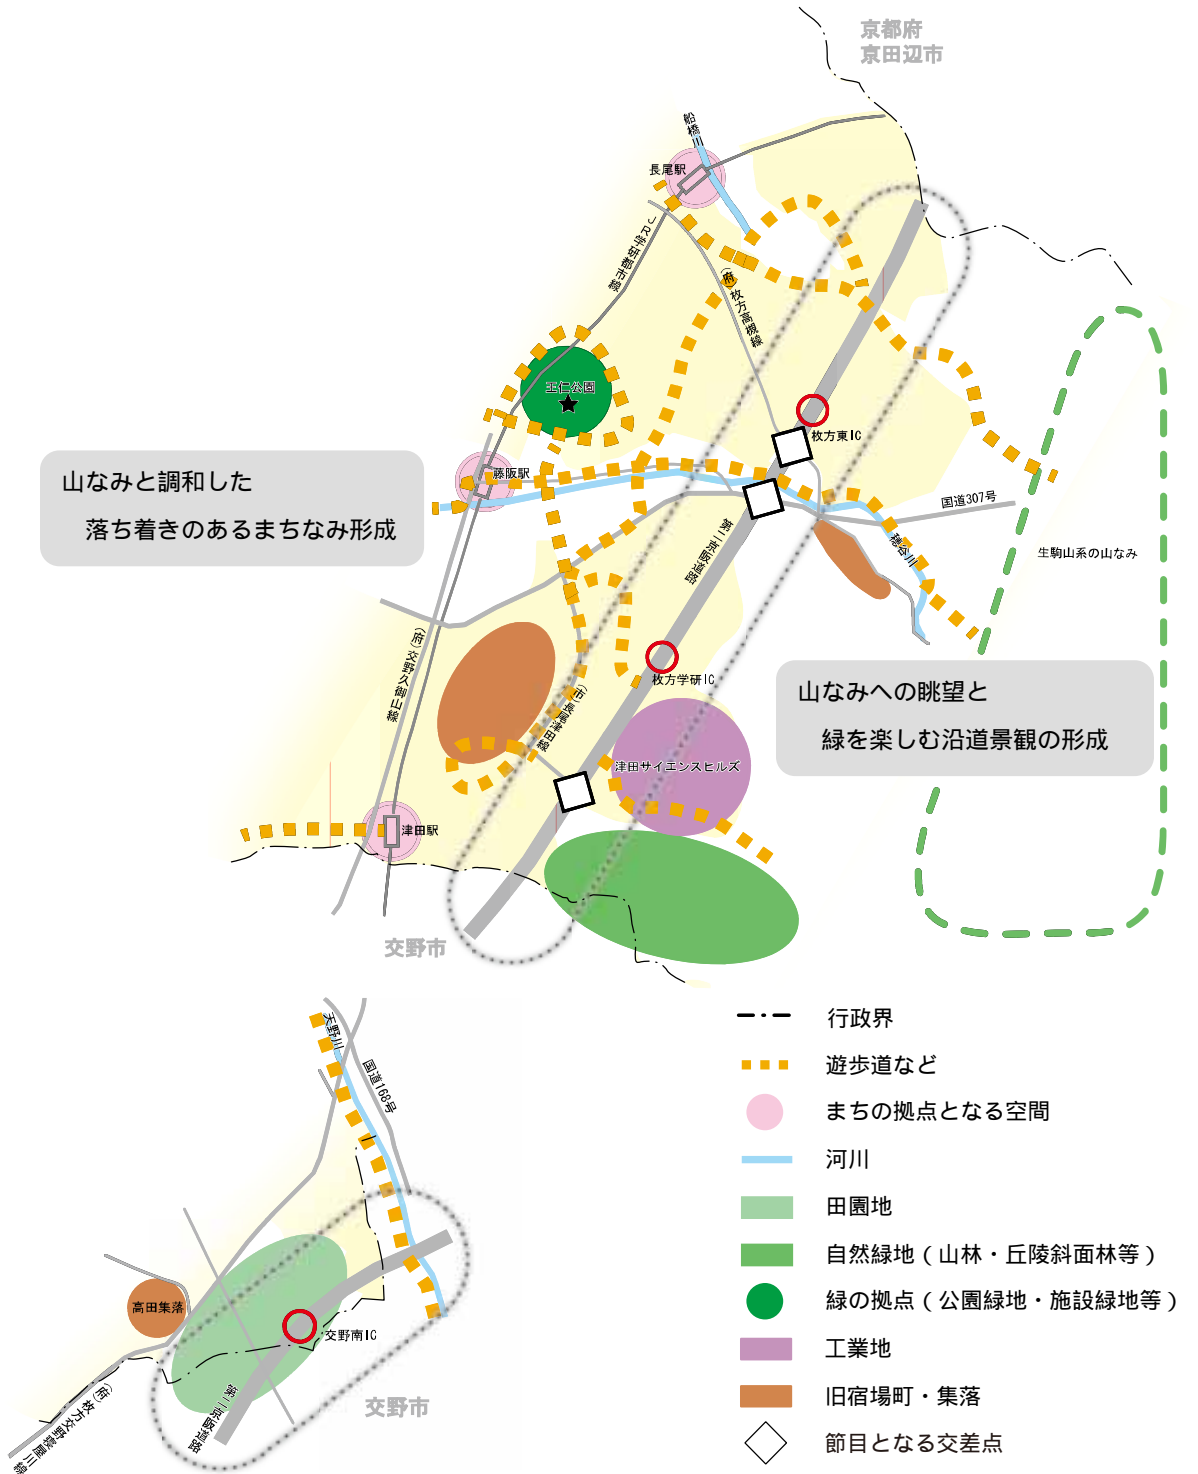 京都府
京田辺市
船橋川
長尾駅
JR学研都市線
(府)枚方高槻線
王仁公園
枚方東IC
藤阪駅
山なみと調和した
落ち着きのあるまちなみ形成
国道307号
第二京阪道路
穂谷川
生駒山系の山なみ
(府)交野久御山線
枚方学研IC
(市)長尾津田線
山なみへの眺望と
緑を楽しむ沿道景観の形成
津田サイエンスヒルズ
津田駅
交野市
天野川
国道168号
高田集落
交野南IC
第二京阪道路
(府)枚方交野寝屋川線
交野市
行政界
遊歩道など
まちの拠点となる空間
河川
田園地
自然緑地（山林・丘陵斜面林等）
緑の拠点（公園緑地・施設緑地等）
工業地
旧宿場町・集落
節目となる交差点